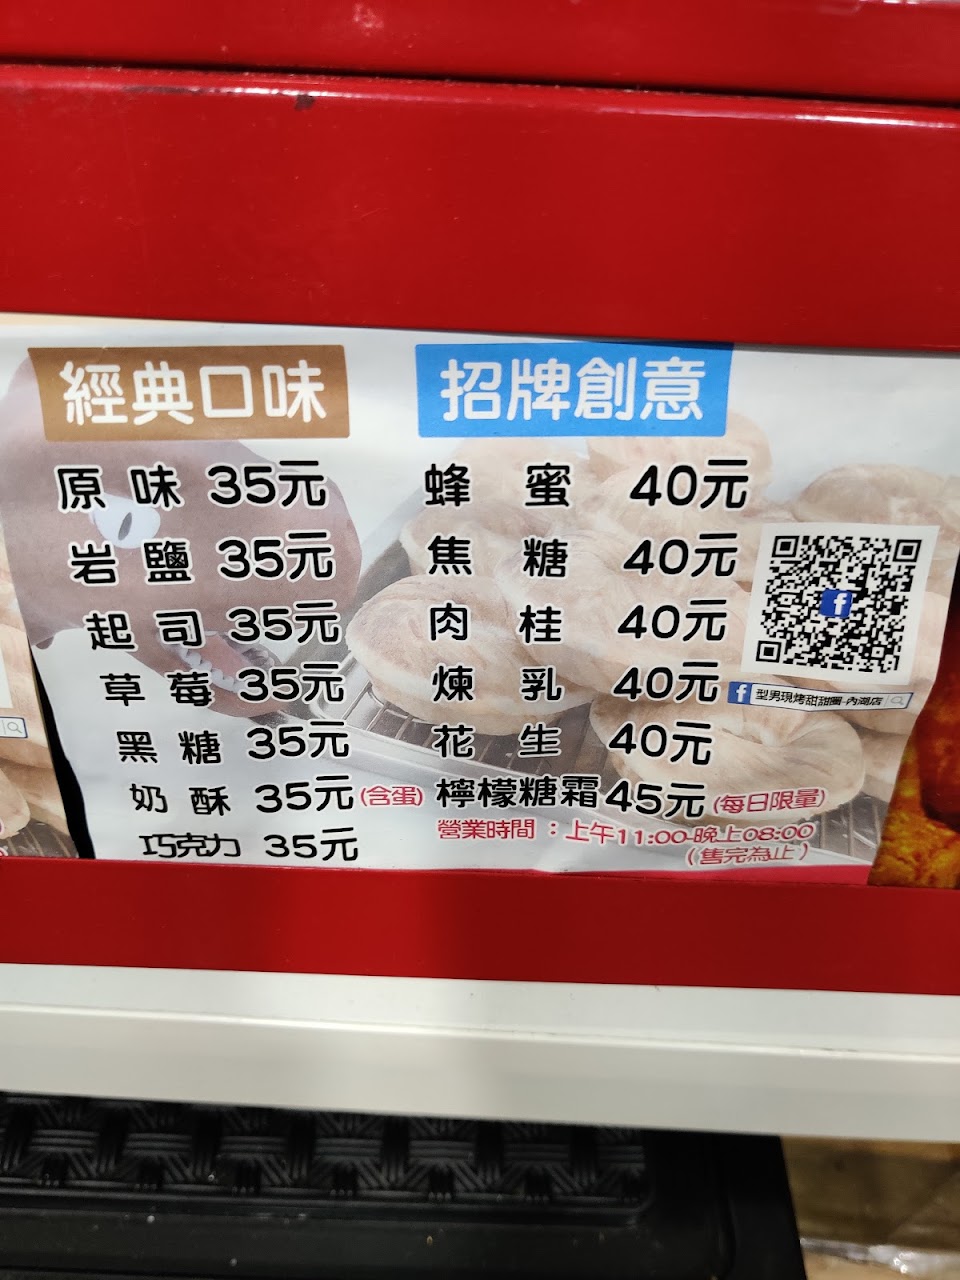 經典口味
原味 35元
岩鹽 35元
起司 35元
草莓 35元
黑糖 35元
奶酥 35元(含蛋)
巧克力 35元
招牌創意
蜂蜜 40元
焦糖 40元
肉桂 40元
煉乳 40元
花生 40元
檸檬糖霜45元(每日限量)
營業時間：上午11:00-晚上08:00
(售完為止)
f
f 型男現烤甜甜圈-內湖店